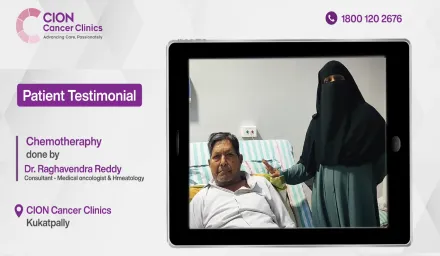 CION
Cancer Clinics
Advancing Care, Passionately
1800 120 2676
Patient Testimonial
Chemotheraphy
done by
Dr. Raghavendra Reddy
Consultant - Medical oncologist & Hmeatology
CION Cancer Clinics
Kukatpally